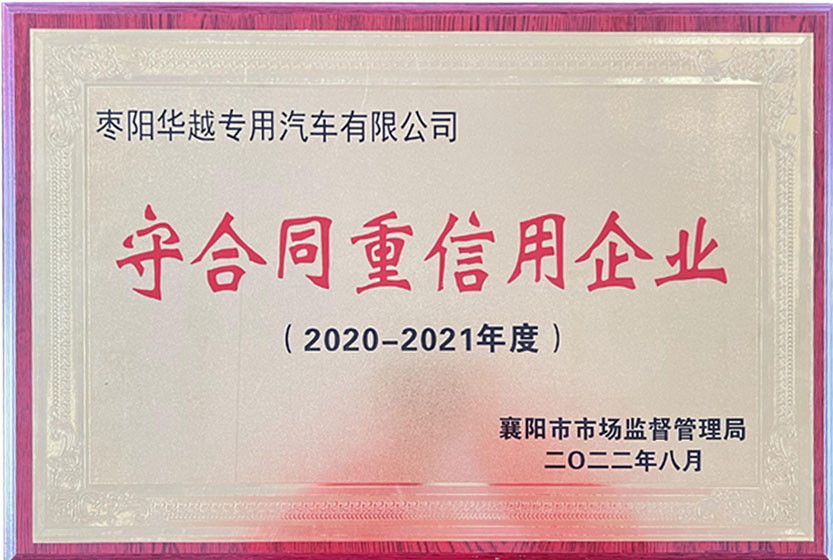 枣阳华越专用汽车有限公司
守合同重信用企业
（2020-2021年度）
襄阳市市场监督管理局
二〇二二年八月